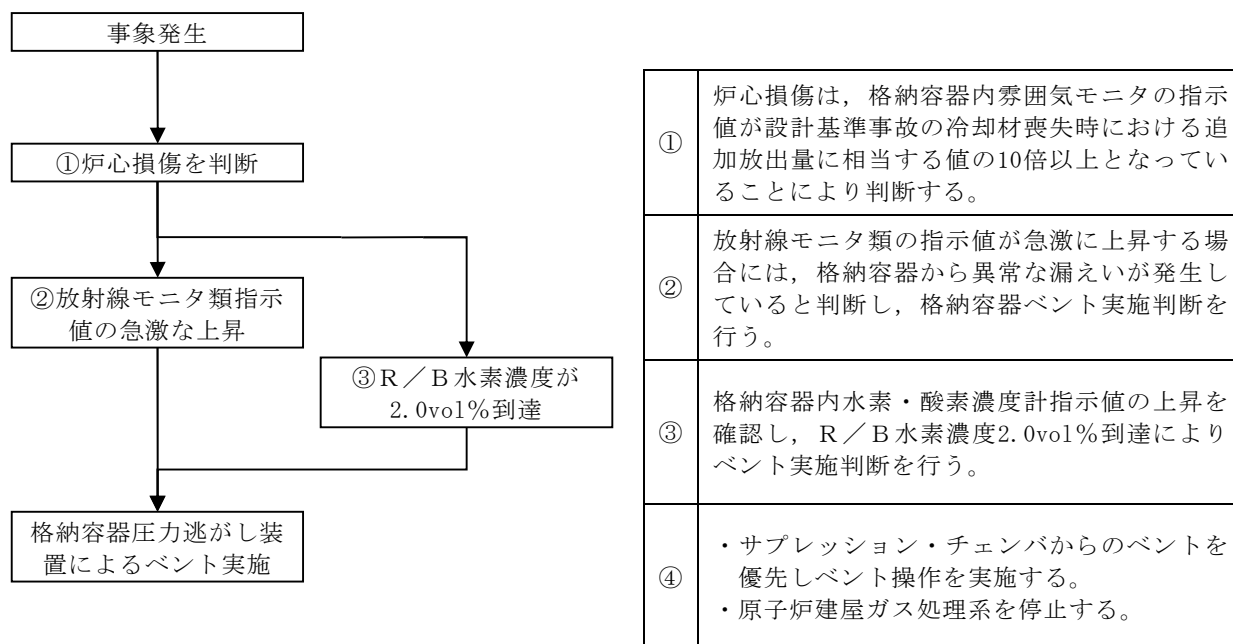 事象発生
①炉心損傷を判断
②放射線モニタ類指示
値の急激な上昇
③Ｒ／Ｂ水素濃度が
2.0vol％到達
格納容器圧力逃がし装
置によるベント実施
①
炉心損傷は，格納容器内雰囲気モニタの指示
値が設計基準事故の冷却材喪失時における追
加放出量に相当する値の10倍以上となってい
ることにより判断する。
②
放射線モニタ類の指示値が急激に上昇する場
合には，格納容器から異常な漏えいが発生し
ていると判断し，格納容器ベント実施判断を
行う。
③
格納容器内水素・酸素濃度計指示値の上昇を
確認し，Ｒ／Ｂ水素濃度2.0vol％到達により
ベント実施判断を行う。
④
・サプレッション・チェンバからのベントを
優先しベント操作を実施する。
・原子炉建屋ガス処理系を停止する。